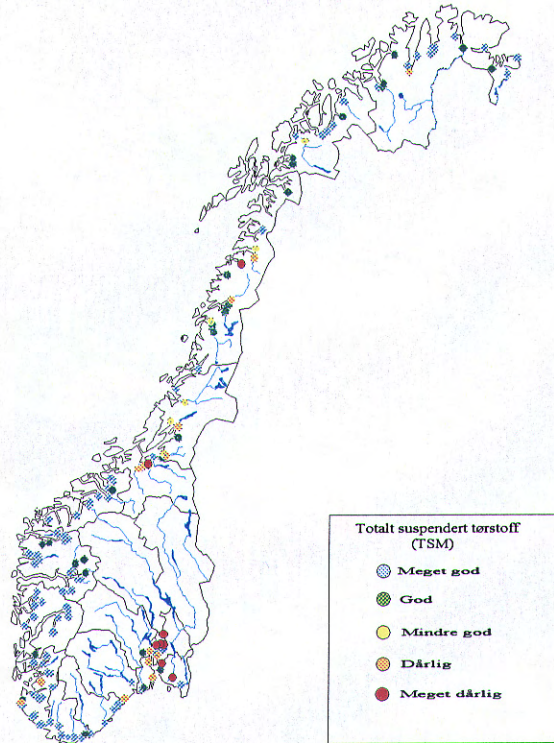 Totalt suspendert tørstoff
(TSM)
Meget god
God
Mindre god
Dårlig
Meget dårlig